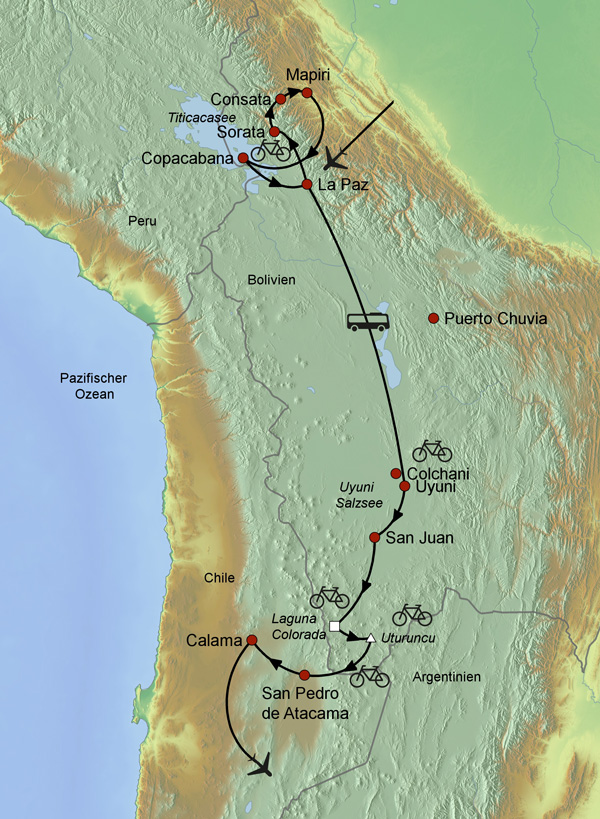 Mapiri
Consata
Titicacasee
Sorata
Copacabana
La Paz
Peru
Bolivien
Puerto Chuvia
Pazifischer
Ozean
Colchani
Uyuni
Uyuni
Salzsee
San Juan
Chile
Laguna
Colorada
Uturuncu
Calama
Argentinien
San Pedro
de Atacama